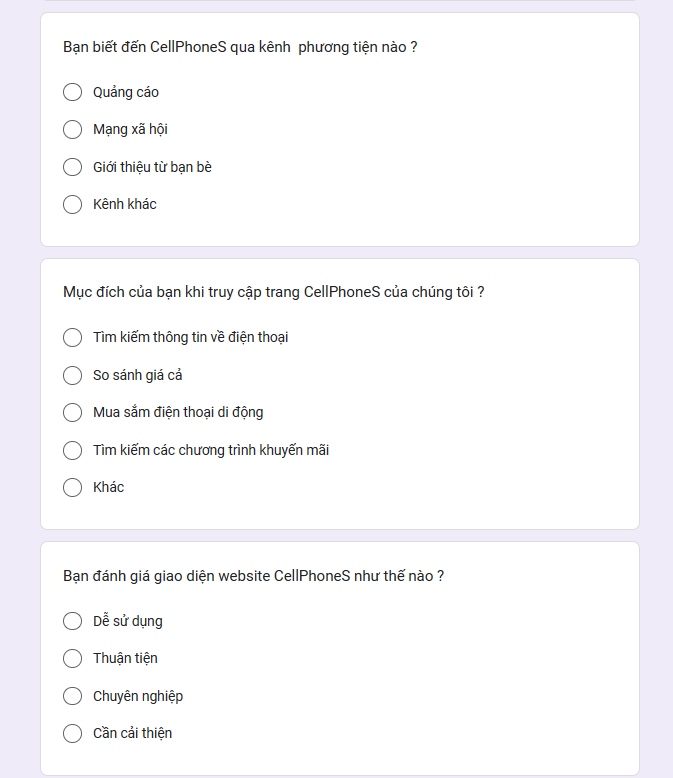 Bạn biết đến CellPhoneS qua kênh  phương tiện nào ?
Quảng cáo
Mạng xã hội
Giới thiệu từ bạn bè
Kênh khác
Mục đích của bạn khi truy cập trang CellPhoneS của chúng tôi ?
Tìm kiếm thông tin về điện thoại
So sánh giá cả
Mua sắm điện thoại di động
Tìm kiếm các chương trình khuyến mãi
Khác
Bạn đánh giá giao diện website CellPhoneS như thế nào ?
Dễ sử dụng
Thuận tiện
Chuyên nghiệp
Cần cải thiện